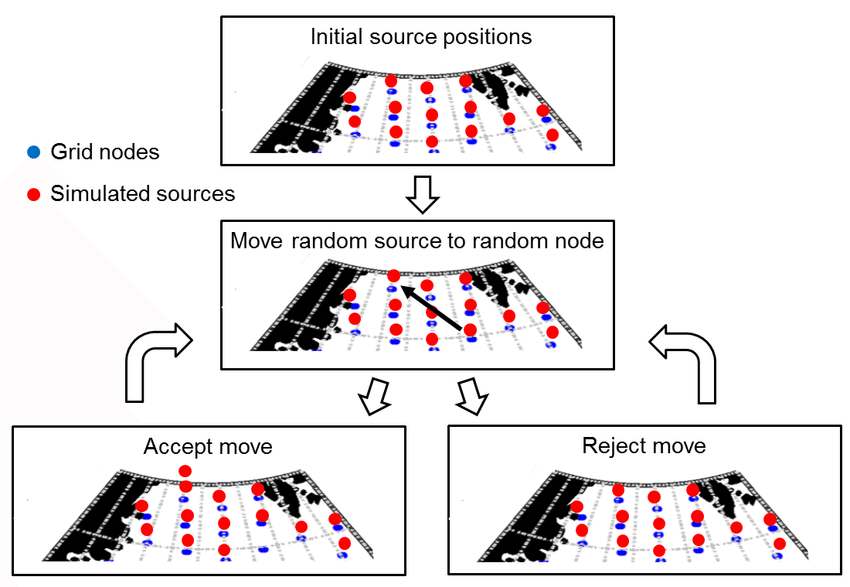 Initial source positions
Grid nodes
Simulated sources
Move random source to random node
Accept move
Reject move